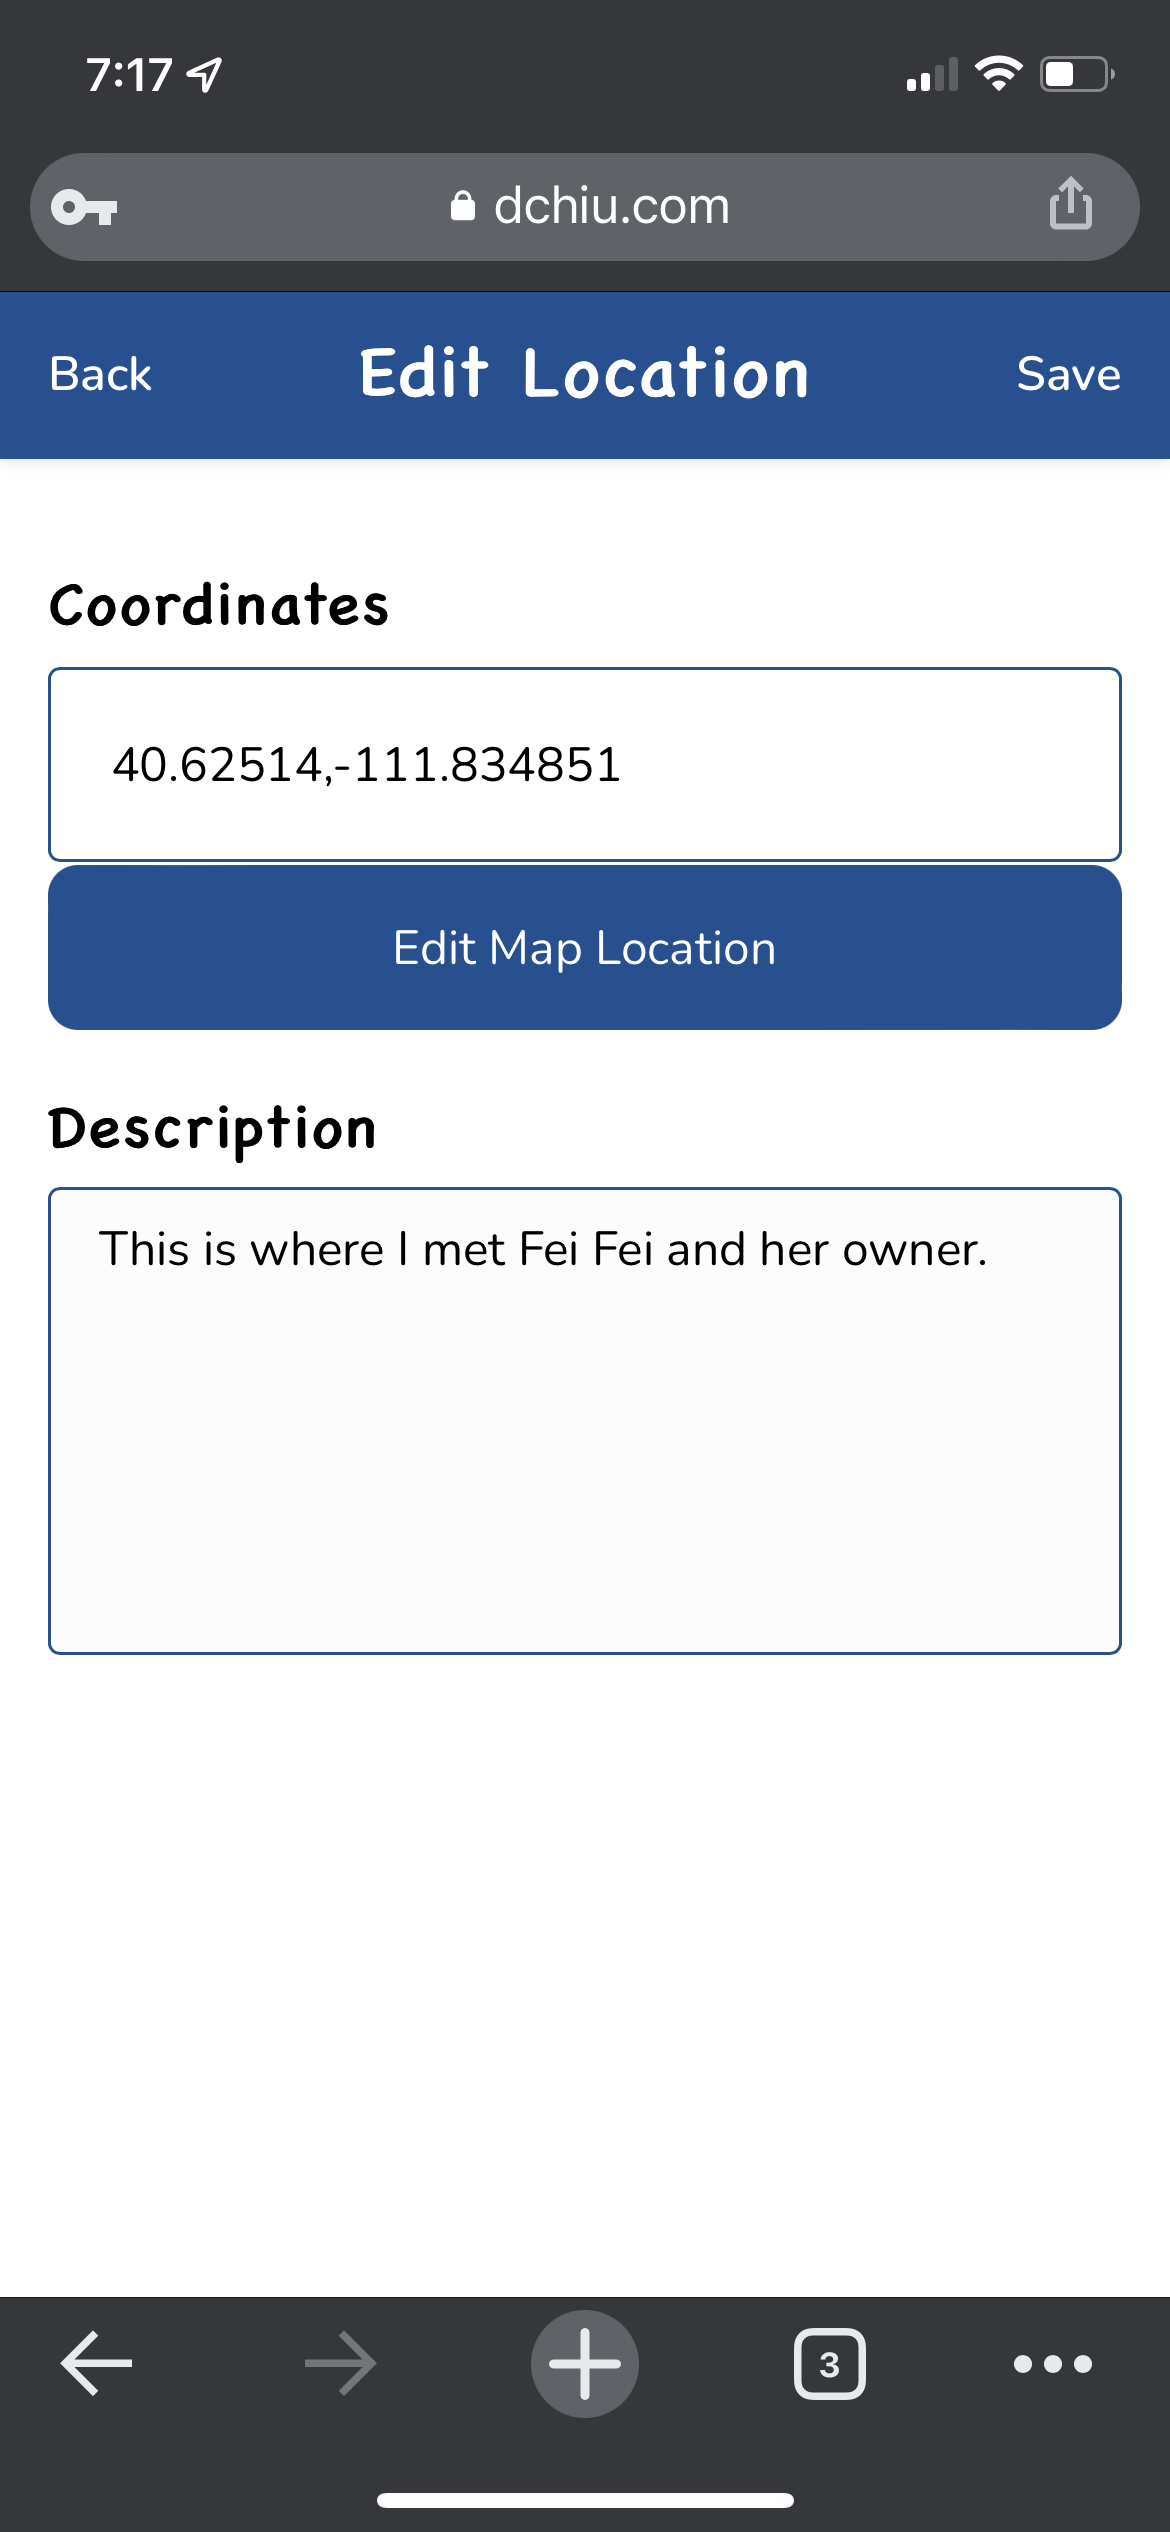 7:17
dchiu.com
Back Edit Location Save
Coordinates
40.62514,-111.834851
Edit Map Location
Description
This is where I met Fei Fei and her owner.
3